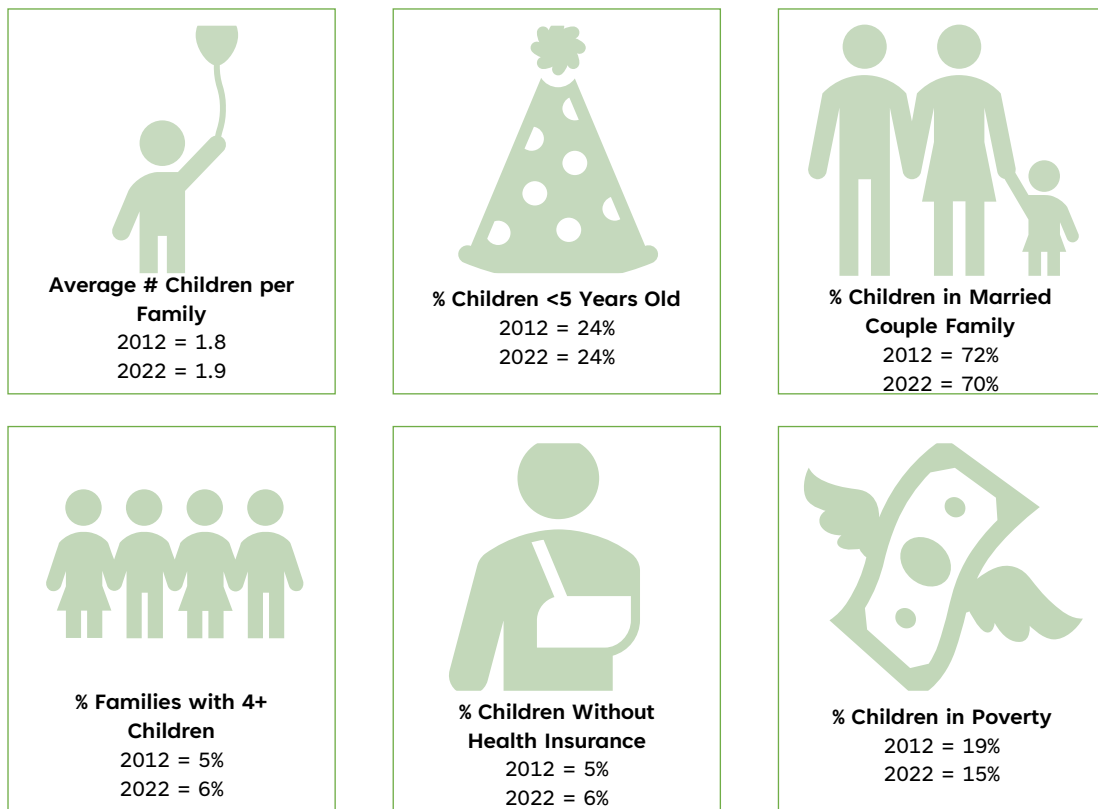 Average # Children per
Family
2012 = 1.8
2022 = 1.9
% Children <5 Years Old
2012 = 24%
2022 = 24%
% Children in Married
Couple Family
2012 = 72%
2022 = 70%
% Families with 4+
Children
2012 = 5%
2022 = 6%
% Children Without
Health Insurance
2012 = 5%
2022 = 6%
% Children in Poverty
2012 = 19%
2022 = 15%